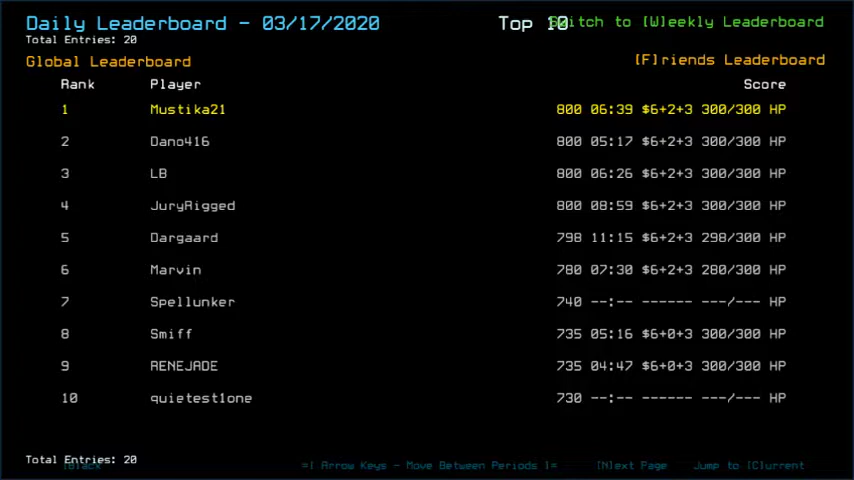 Daily Leaderboard - 03/17/2020 Top 10 Switch to [W]eekly Leaderboard
Total Entries: 20
Global Leaderboard [F]riends Leaderboard
Rank Player Score
1 Mustika21 800 06:39 $6+2+3 300/300 HP
2 Dano416 800 05:17 $6+2+3 300/300 HP
3 LB 800 06:26 $6+2+3 300/300 HP
4 JuryRigged 800 08:59 $6+2+3 300/300 HP
5 Dargaard 798 11:15 $6+2+3 298/300 HP
6 Marvin 780 07:30 $6+2+3 280/300 HP
7 Spellunker 740 --:-- ------ ---/--- HP
8 Smiff 735 05:16 $6+0+3 300/300 HP
9 RENEJADE 735 04:47 $6+0+3 300/300 HP
10 quietest1one 730 --:-- ------ ---/--- HP
Total Entries: 20
[B]ack =[ Arrow Keys - Move Between Periods ]= [N]ext Page Jump to [C]urrent